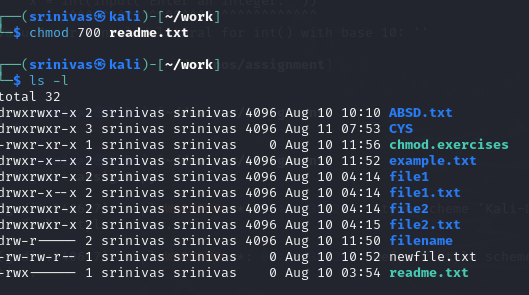 ┌──(srinivas㉿kali)-[~/work]
└─$ chmod 700 readme.txt
┌──(srinivas㉿kali)-[~/work]
└─$ ls -l
total 32
drwxrwxr-x 2 srinivas srinivas 4096 Aug 10 10:10 ABSD.txt
drwxrwxr-x 3 srinivas srinivas 4096 Aug 11 07:53 CYS
-rwxr-xr-x 1 srinivas srinivas 0 Aug 10 11:56 chmod.exercises
drwxr-x--x 2 srinivas srinivas 4096 Aug 10 11:52 example.txt
drwxrwxr-x 2 srinivas srinivas 4096 Aug 10 04:14 file1
drwxr-x--x 2 srinivas srinivas 4096 Aug 10 04:14 file1.txt
drwxrwxr-x 2 srinivas srinivas 4096 Aug 10 04:14 file2
drwxrwxr-x 2 srinivas srinivas 4096 Aug 10 04:15 file2.txt
drw-r----- 2 srinivas srinivas 4096 Aug 10 11:50 filename
-rw-rw-r-- 1 srinivas srinivas 0 Aug 10 10:52 newfile.txt
-rwx------ 1 srinivas srinivas 0 Aug 10 03:54 readme.txt